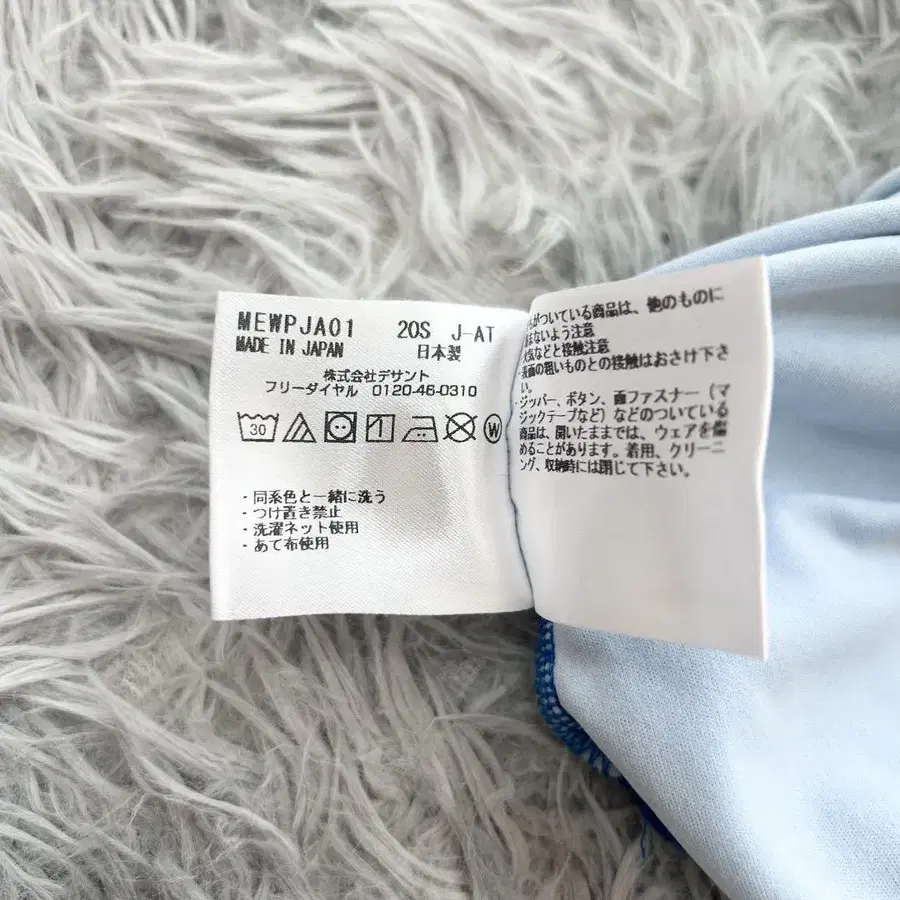 MEWPJA01 20S J-AT
MADE IN JAPAN 日本製
株式会社デサント
フリーダイヤル 0120-46-0310
30
W
・同系色と一緒に洗う
・つけ置き禁止
・洗濯ネット使用
・あて布使用
がついている商品は、他のものに
まないよう注意
火気などと接触注意
・表面の粗いものとの接触はおさけ下さ
い。
・ジッパー、ボタン、面ファスナー（マ
ジックテープなど）などのついている
商品は、開いたままでは、ウェアを傷
めることがあります。着用、クリーニ
ング、収納時には閉じて下さい。